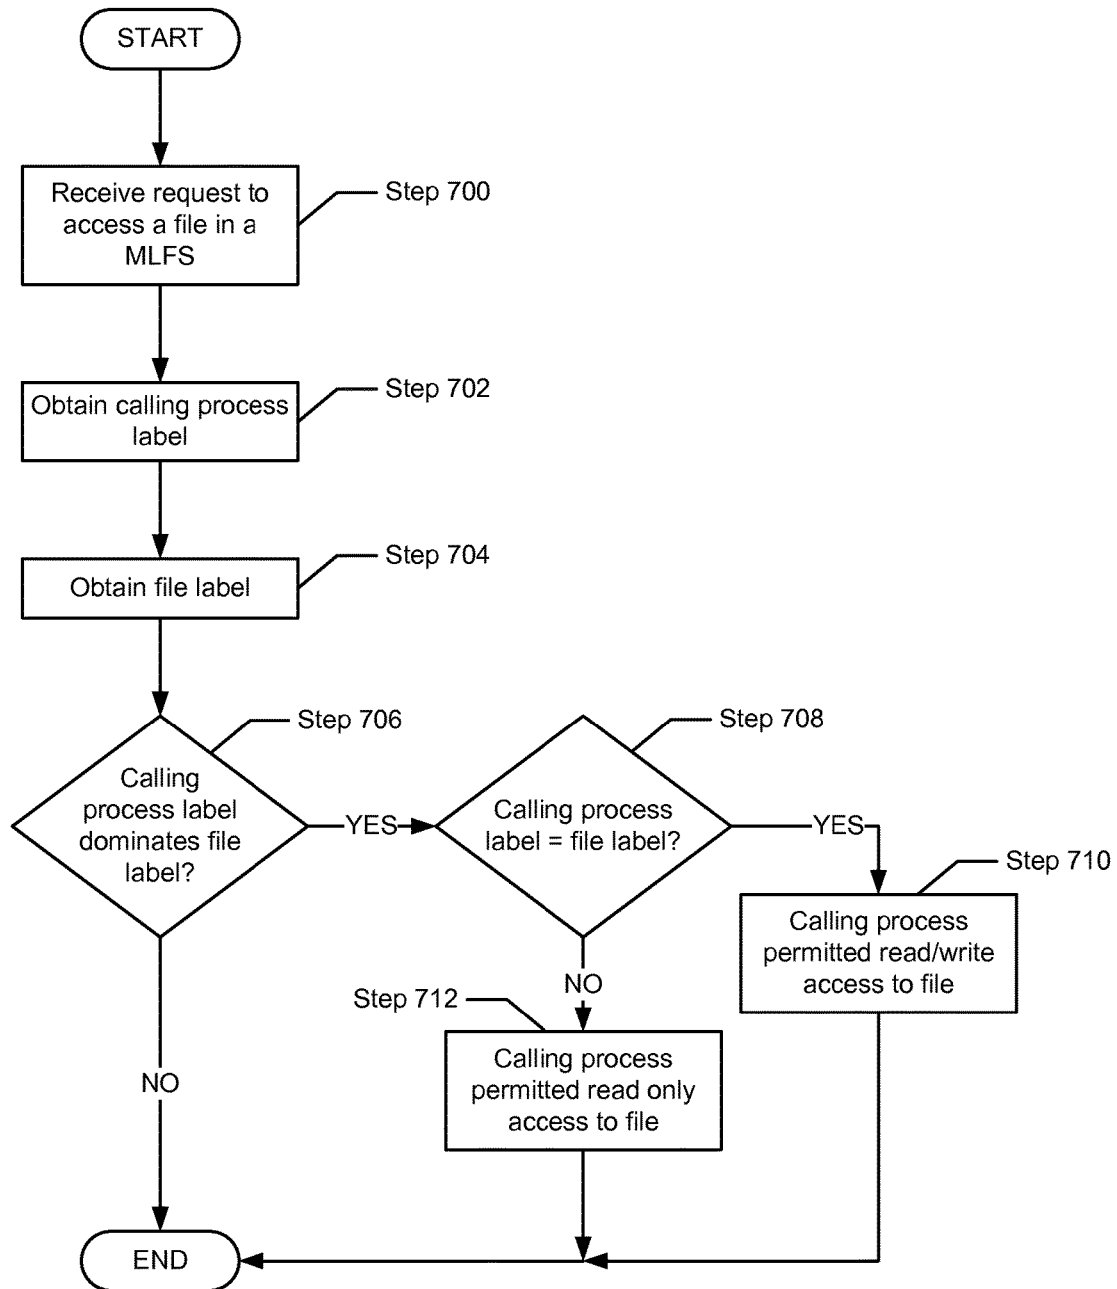 START
Receive request to
access a file in a
MLFS
Step 700
Obtain calling process
label
Step 702
Obtain file label
Step 704
Calling
process label
dominates file
label?
Step 706
YES
Calling process
label = file label?
Step 708
YES
Calling process
permitted read/write
access to file
Step 710
NO
Calling process
permitted read only
access to file
Step 712
NO
END